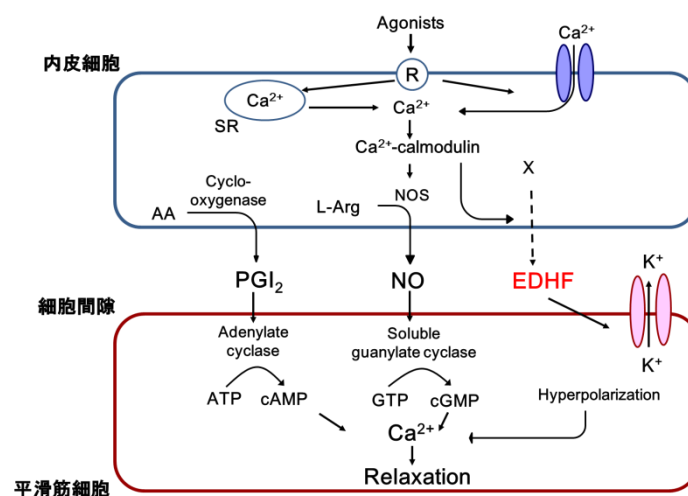 Agonists
Ca²⁺
内皮細胞
R
Ca²⁺
Ca²⁺
SR
Ca²⁺-calmodulin
X
Cyclo-
oxygenase
NOS
AA
L-Arg
PGI₂
NO
EDHF
K⁺
細胞間隙
Adenylate
cyclase
Soluble
guanylate cyclase
K⁺
ATP
cAMP
GTP
cGMP
Hyperpolarization
Ca²⁺
Relaxation
平滑筋細胞